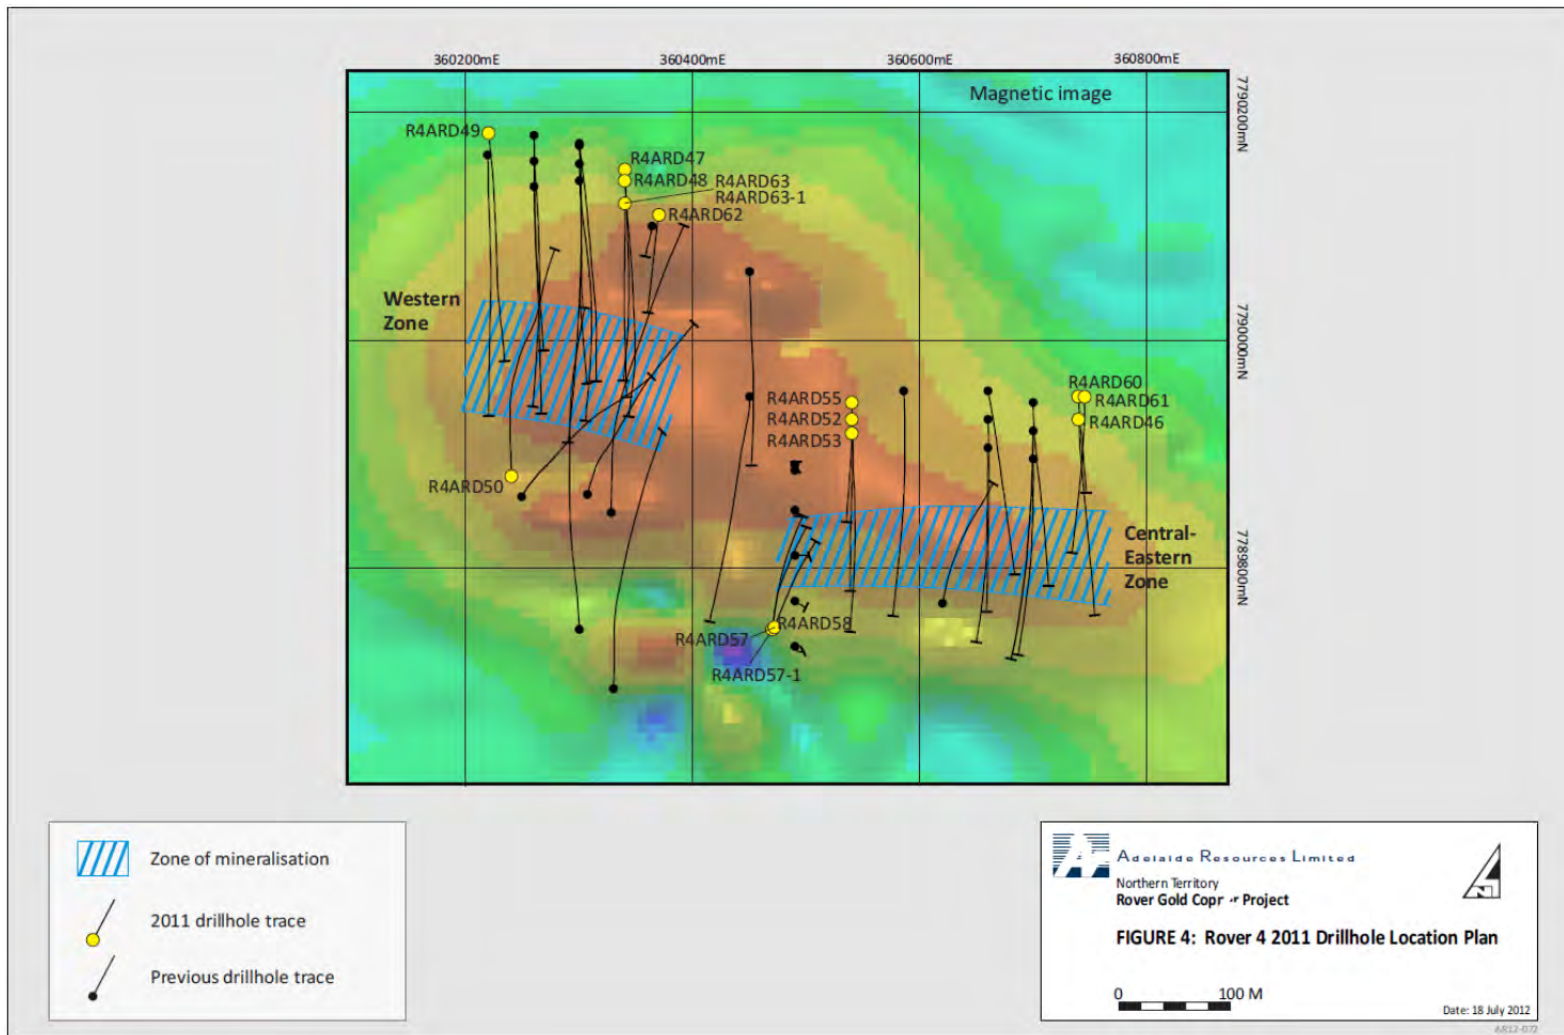 360200mE
360400mE
360600mE
360800mE
Magnetic image
7790200mN
R4ARD49
R4ARD47
R4ARD48
R4ARD63
R4ARD63-1
R4ARD62
Western
Zone
7790000mN
R4ARD60
R4ARD61
R4ARD46
R4ARD55
R4ARD52
R4ARD53
R4ARD50
Central-
Eastern
Zone
7789800mN
R4ARD58
R4ARD57
R4ARD57-1
Zone of mineralisation
2011 drillhole trace
Previous drillhole trace
Adelaide Resources Limited
Northern Territory
Rover Gold Project
FIGURE 4: Rover 4 2011 Drillhole Location Plan
N
0 100 M
Date: 18 July 2012
AR12-072